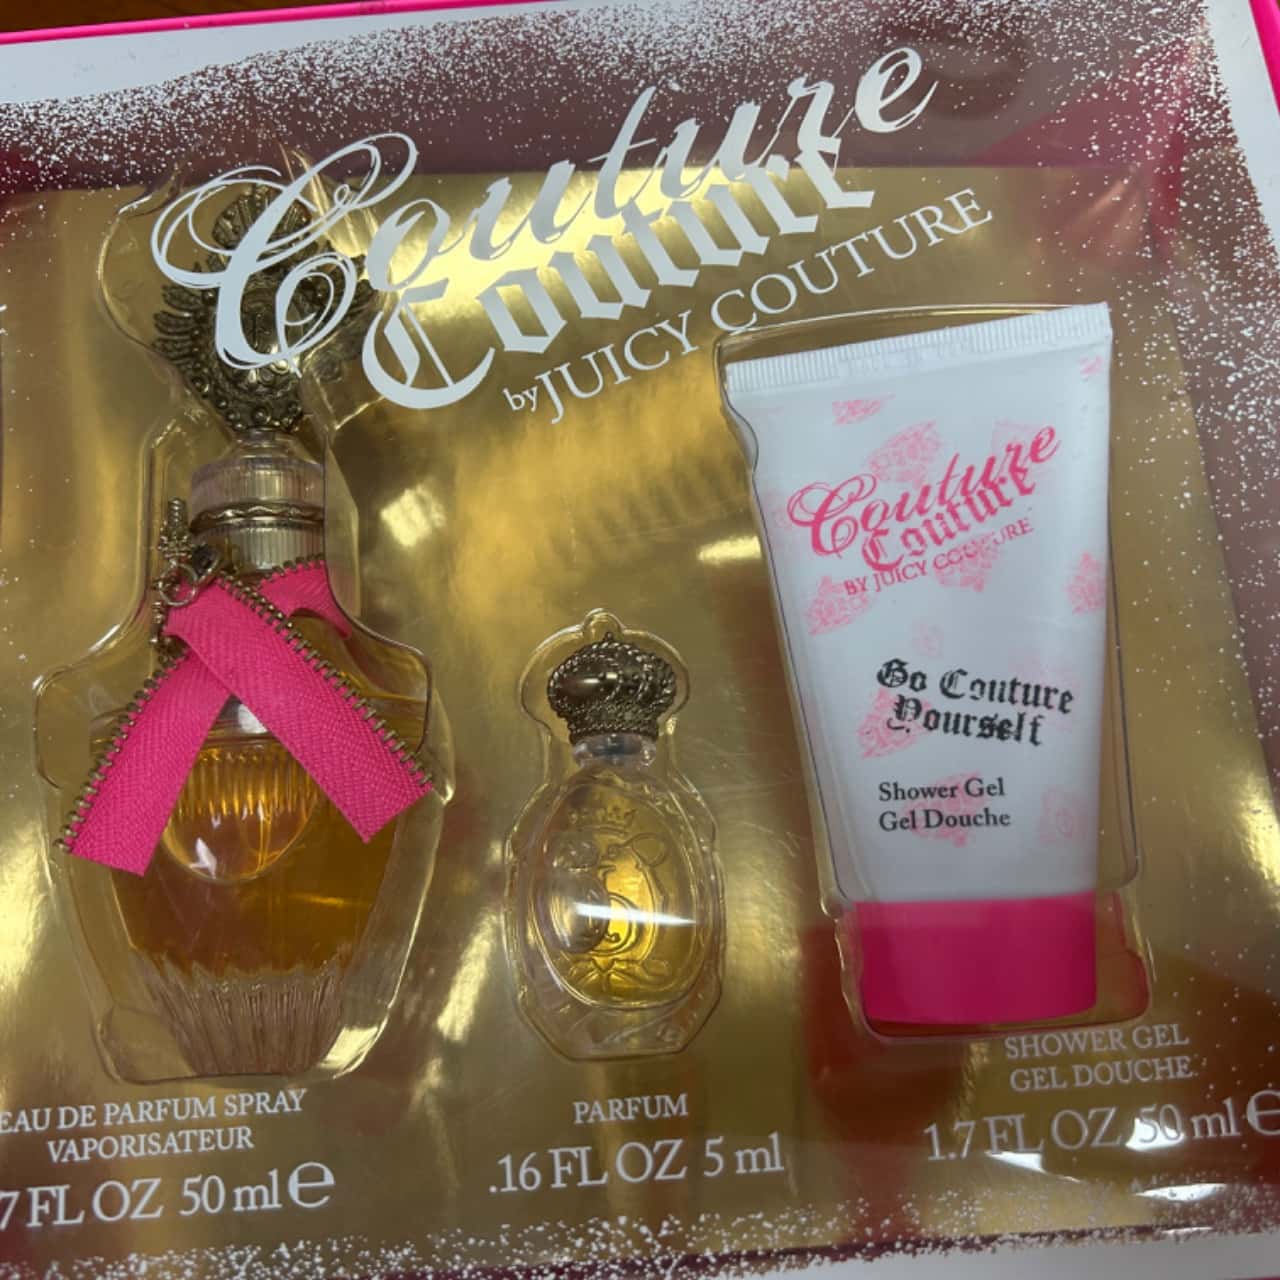 Couture
Couture
by JUICY COUTURE
Couture
Couture
BY JUICY COUTURE
Go Couture
Yourself
Shower Gel
Gel Douche
EAU DE PARFUM SPRAY
VAPORISATEUR
7 FL OZ 50 ml e
PARFUM
.16 FL OZ 5 ml
SHOWER GEL
GEL DOUCHE
1.7 FL OZ 50 ml e